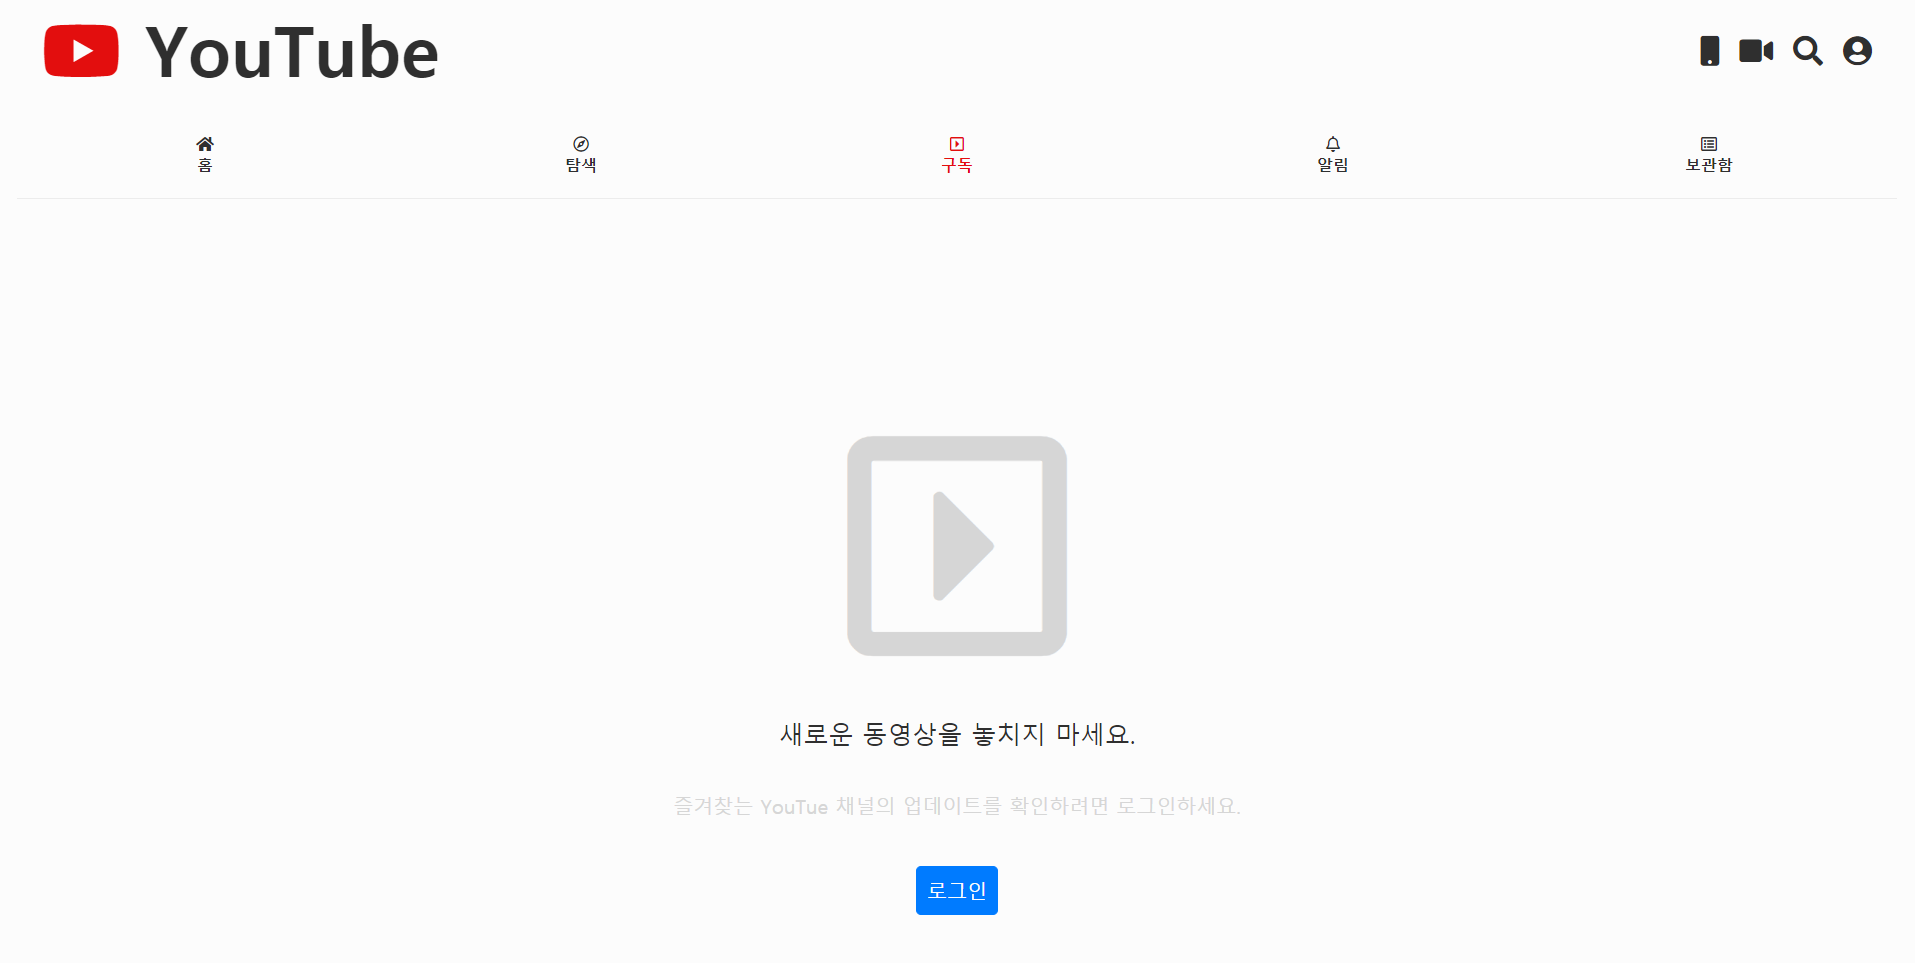 YouTube
홈
탐색
구독
알림
보관함
새로운 동영상을 놓치지 마세요.
즐겨찾는 YouTue 채널의 업데이트를 확인하려면 로그인하세요.
로그인